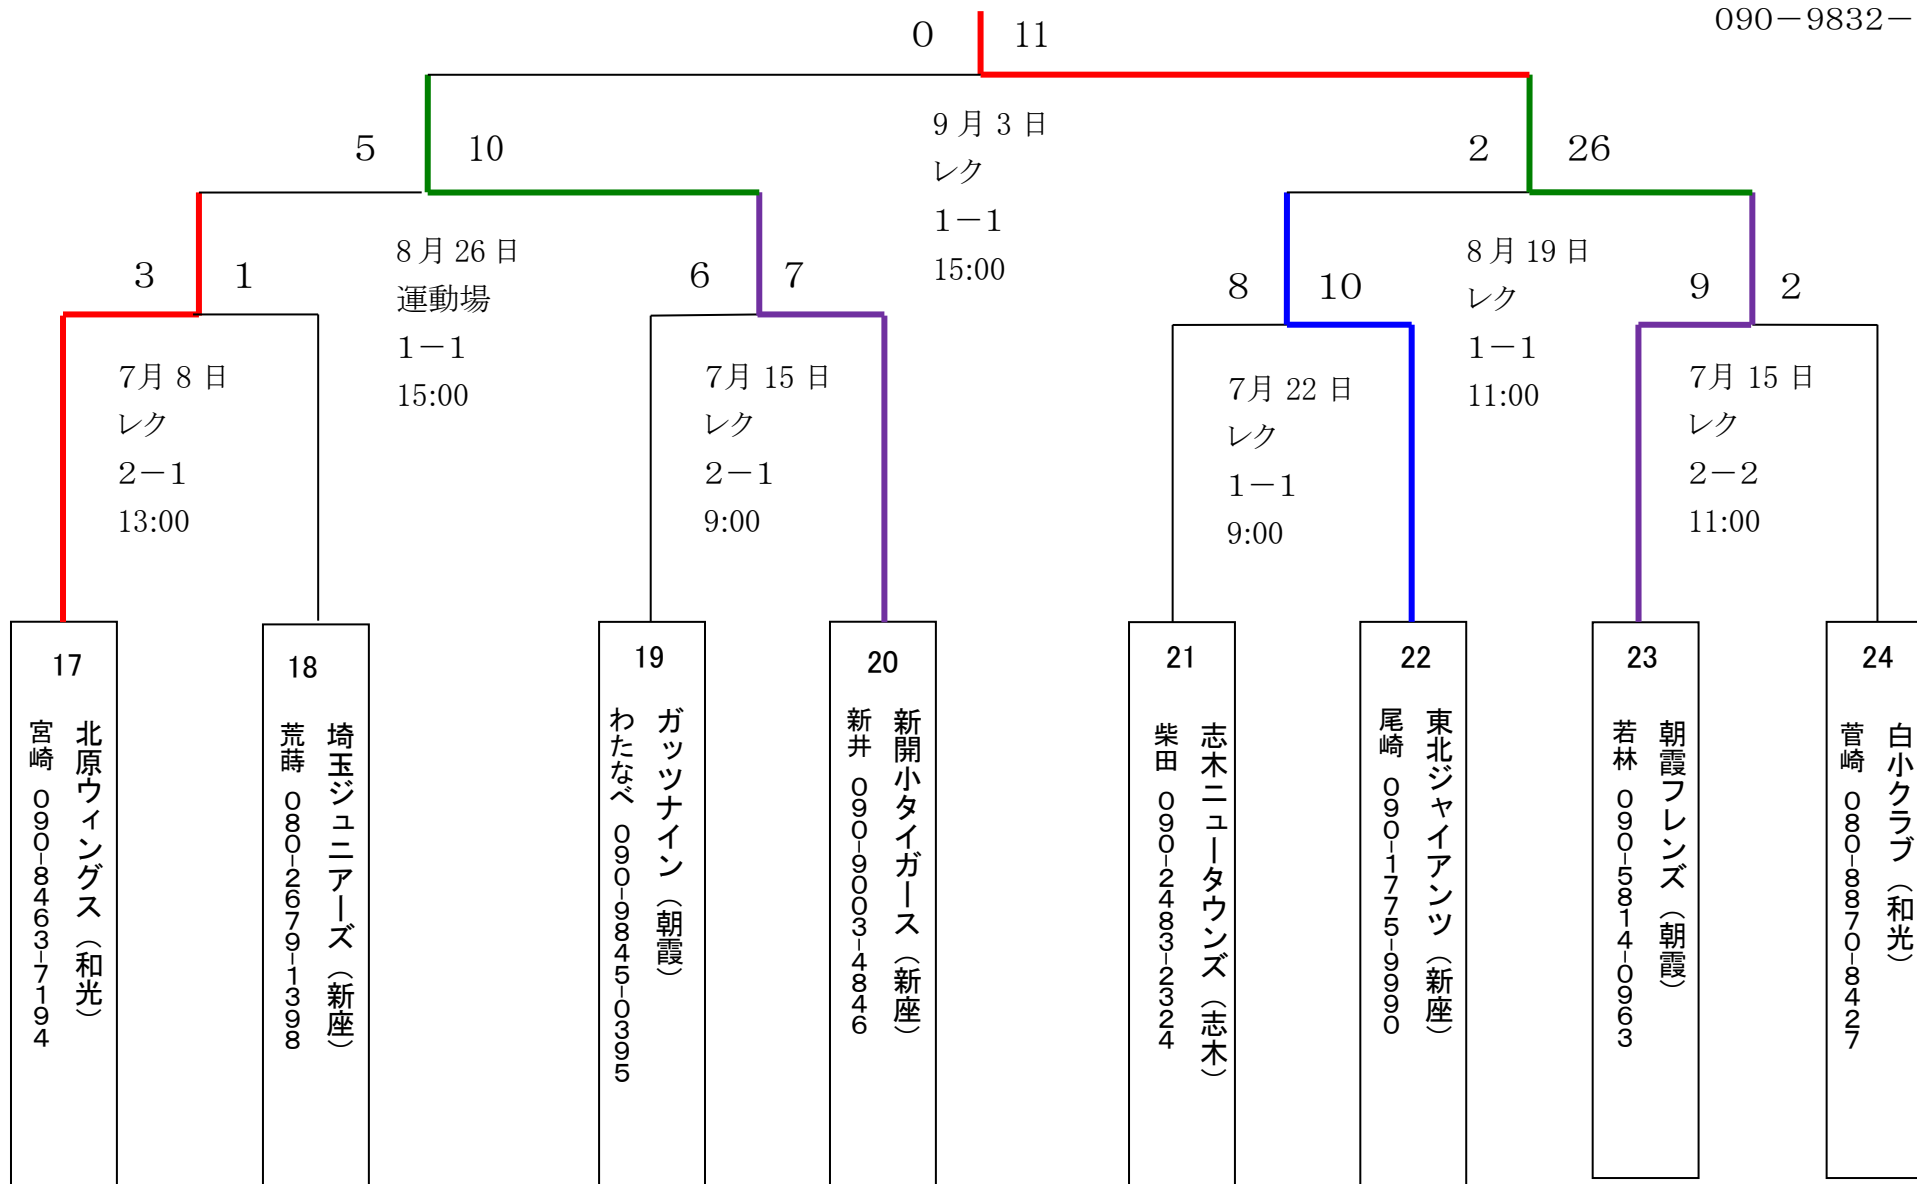 090－9832－
0
11
9月3日
レク
1－1
15:00
5
10
2
26
8月26日
運動場
1－1
15:00
8月19日
レク
1－1
11:00
3
1
6
7
8
10
9
2
7月8日
レク
2－1
13:00
7月15日
レク
2－1
9:00
7月22日
レク
1－1
9:00
7月15日
レク
2－2
11:00
17
北原ウィングス（和光）
宮崎 090-8463-7194
18
埼玉ジュニアーズ（新座）
荒蒔 080-2679-1398
19
ガッツナイン（朝霞）
わたなべ 090-9845-0395
20
新開小タイガース（新座）
新井 090-9003-4846
21
志木ニュータウンズ（志木）
柴田 090-2483-2324
22
東北ジャイアンツ（新座）
尾崎 090-1775-9990
23
朝霞フレンズ（朝霞）
若林 090-5814-0963
24
白小クラブ（和光）
菅崎 080-8870-8427